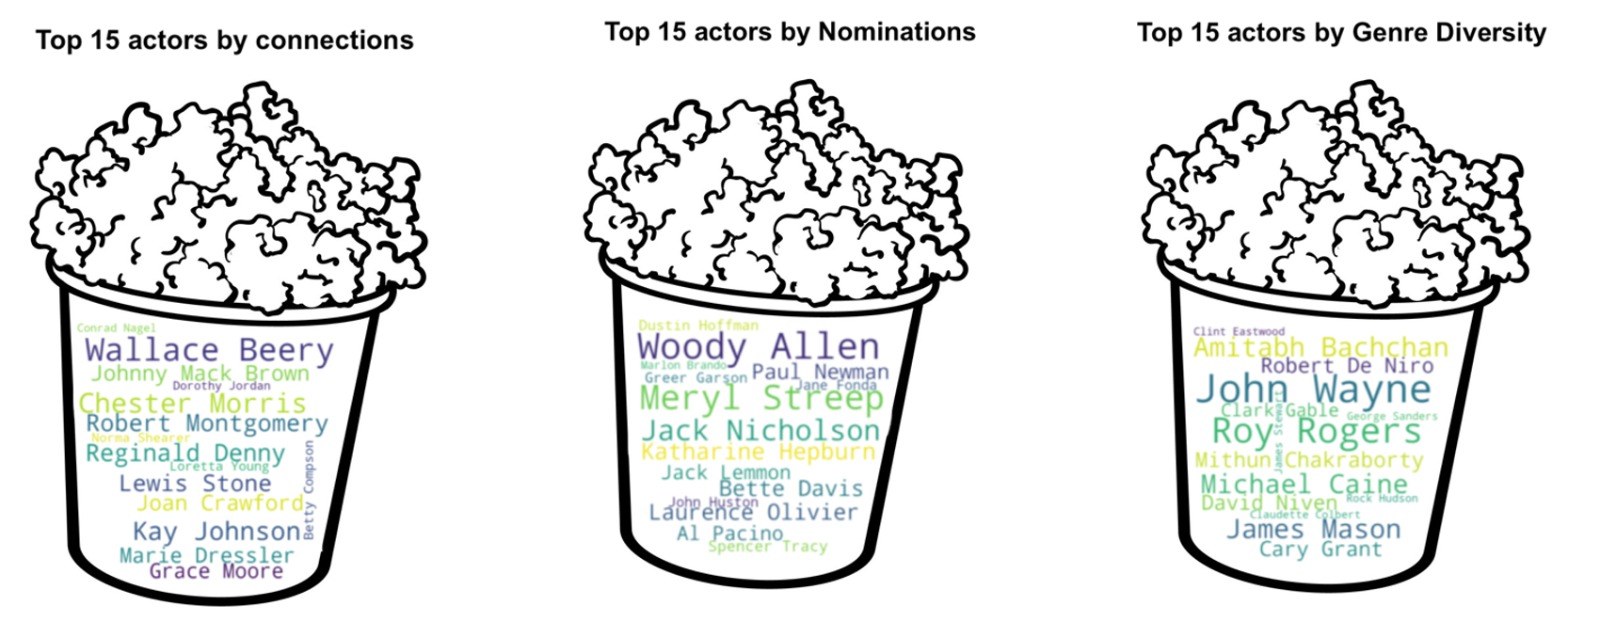 Top 15 actors by connections
Conrad Nagel
Wallace Beery
Johnny Mack Brown
Dorothy Jordan
Chester Morris
Robert Montgomery
Norma Shearer
Reginald Denny
Loretta Young
Lewis Stone
Joan Crawford
Betty Compson
Kay Johnson
Marie Dressler
Grace Moore
Top 15 actors by Nominations
Dustin Hoffman
Woody Allen
Marlon Brando
Paul Newman
Greer Garson
Jane Fonda
Meryl Streep
Jack Nicholson
Katharine Hepburn
Jack Lemmon
Bette Davis
John Huston
Laurence Olivier
Al Pacino
Spencer Tracy
Top 15 actors by Genre Diversity
Clint Eastwood
Amitabh Bachchan
Robert De Niro
John Wayne
Clark Gable
George Sanders
James Stewart
Roy Rogers
Mithun Chakraborty
Michael Caine
David Niven
Rock Hudson
Claudette Colbert
James Mason
Cary Grant